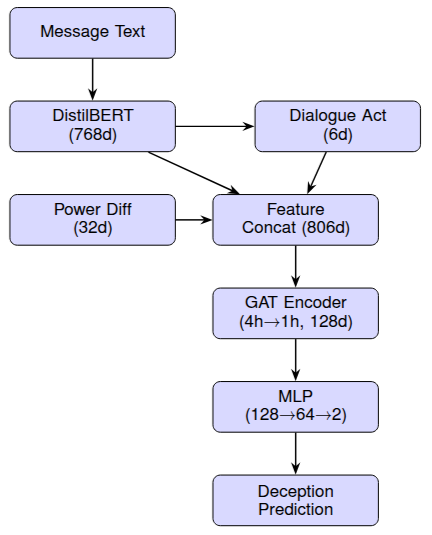 Message Text
DistilBERT
(768d)
Dialogue Act
(6d)
Power Diff
(32d)
Feature
Concat (806d)
GAT Encoder
(4h→1h, 128d)
MLP
(128→64→2)
Deception
Prediction